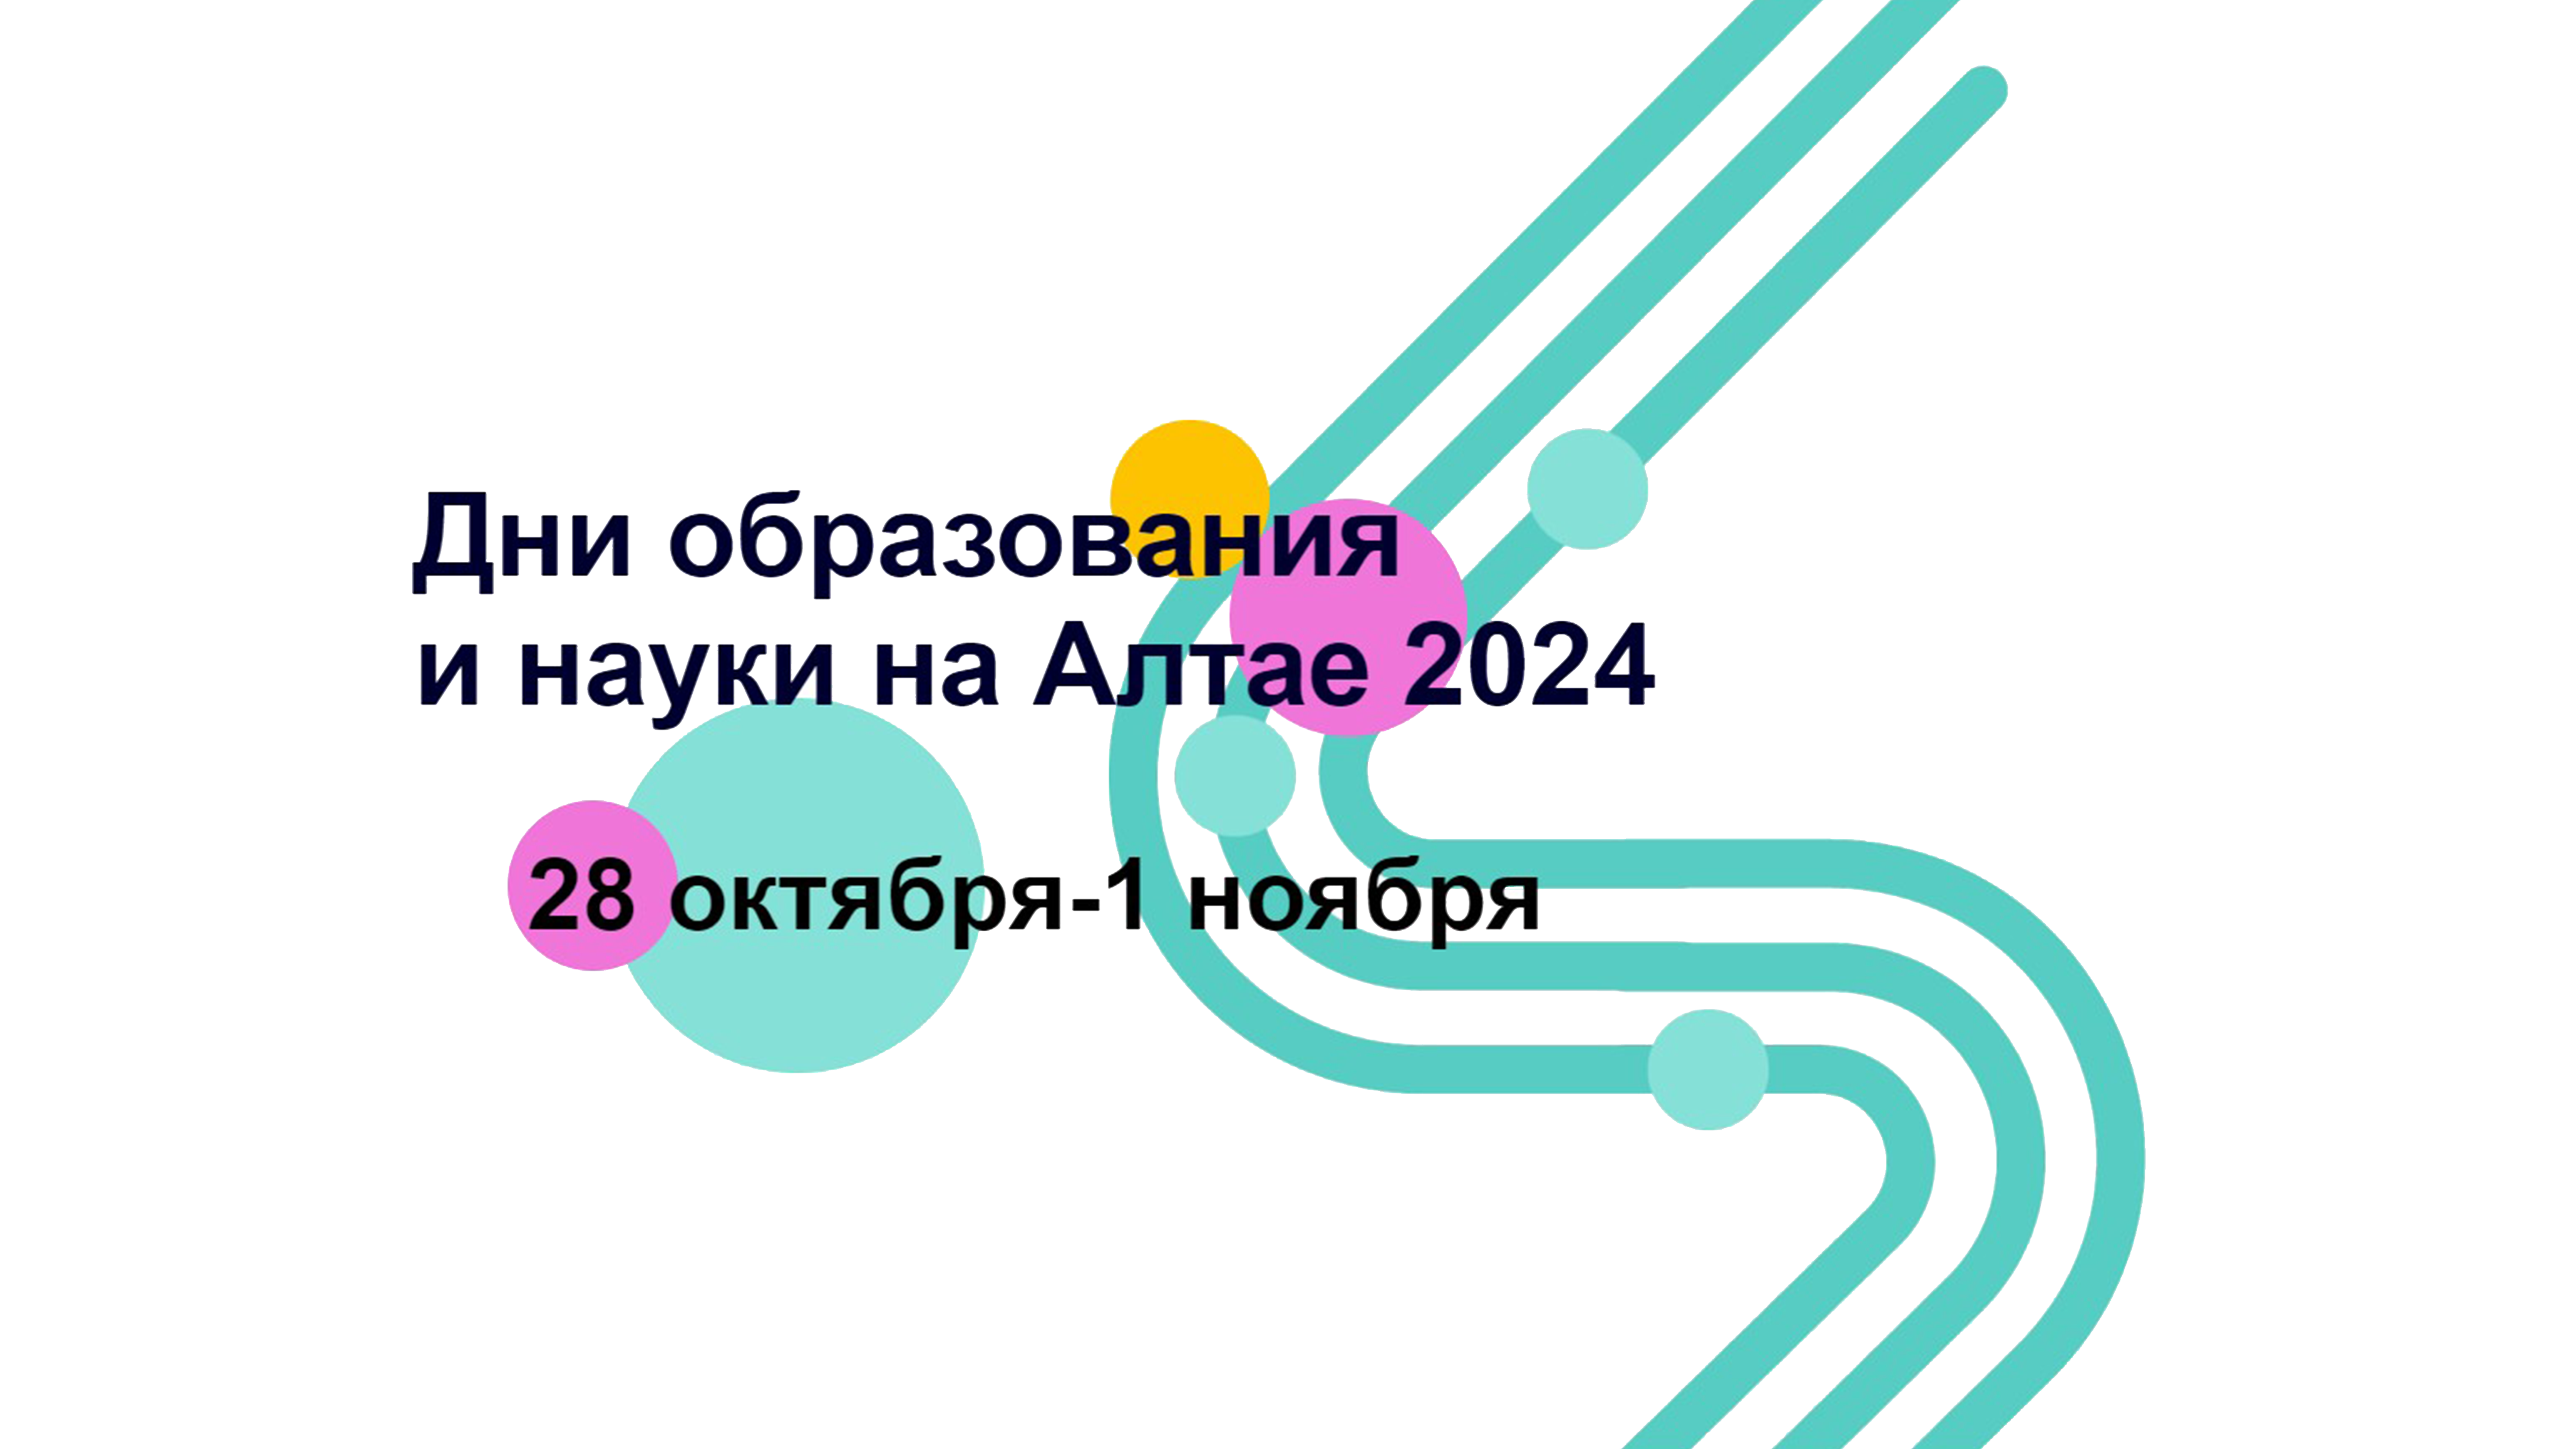 Дни образования
и науки на Алтае 2024
28 октября-1 ноября